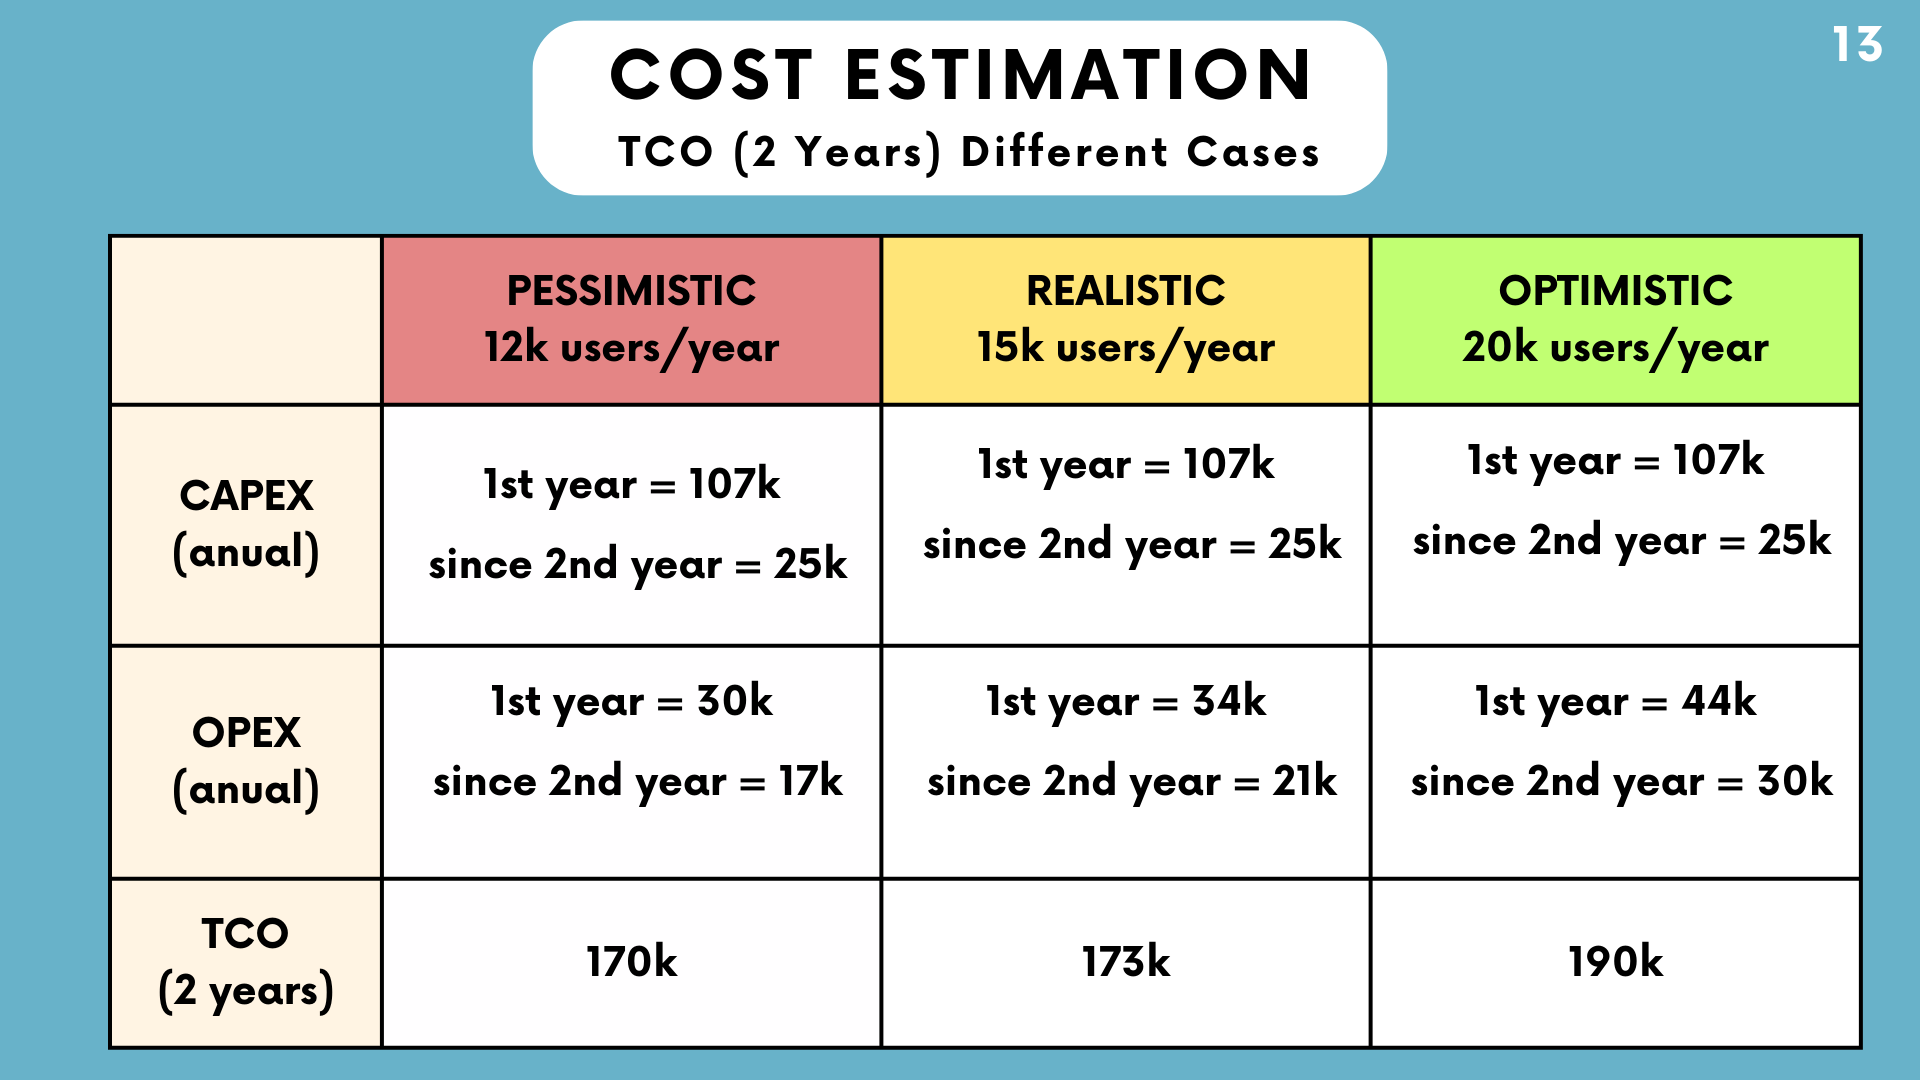 13
COST ESTIMATION
TCO (2 Years) Different Cases
PESSIMISTIC
12k users/year
REALISTIC
15k users/year
OPTIMISTIC
20k users/year
CAPEX
(anual)
1st year = 107k
since 2nd year = 25k
1st year = 107k
since 2nd year = 25k
1st year = 107k
since 2nd year = 25k
OPEX
(anual)
1st year = 30k
since 2nd year = 17k
1st year = 34k
since 2nd year = 21k
1st year = 44k
since 2nd year = 30k
TCO
(2 years)
170k
173k
190k